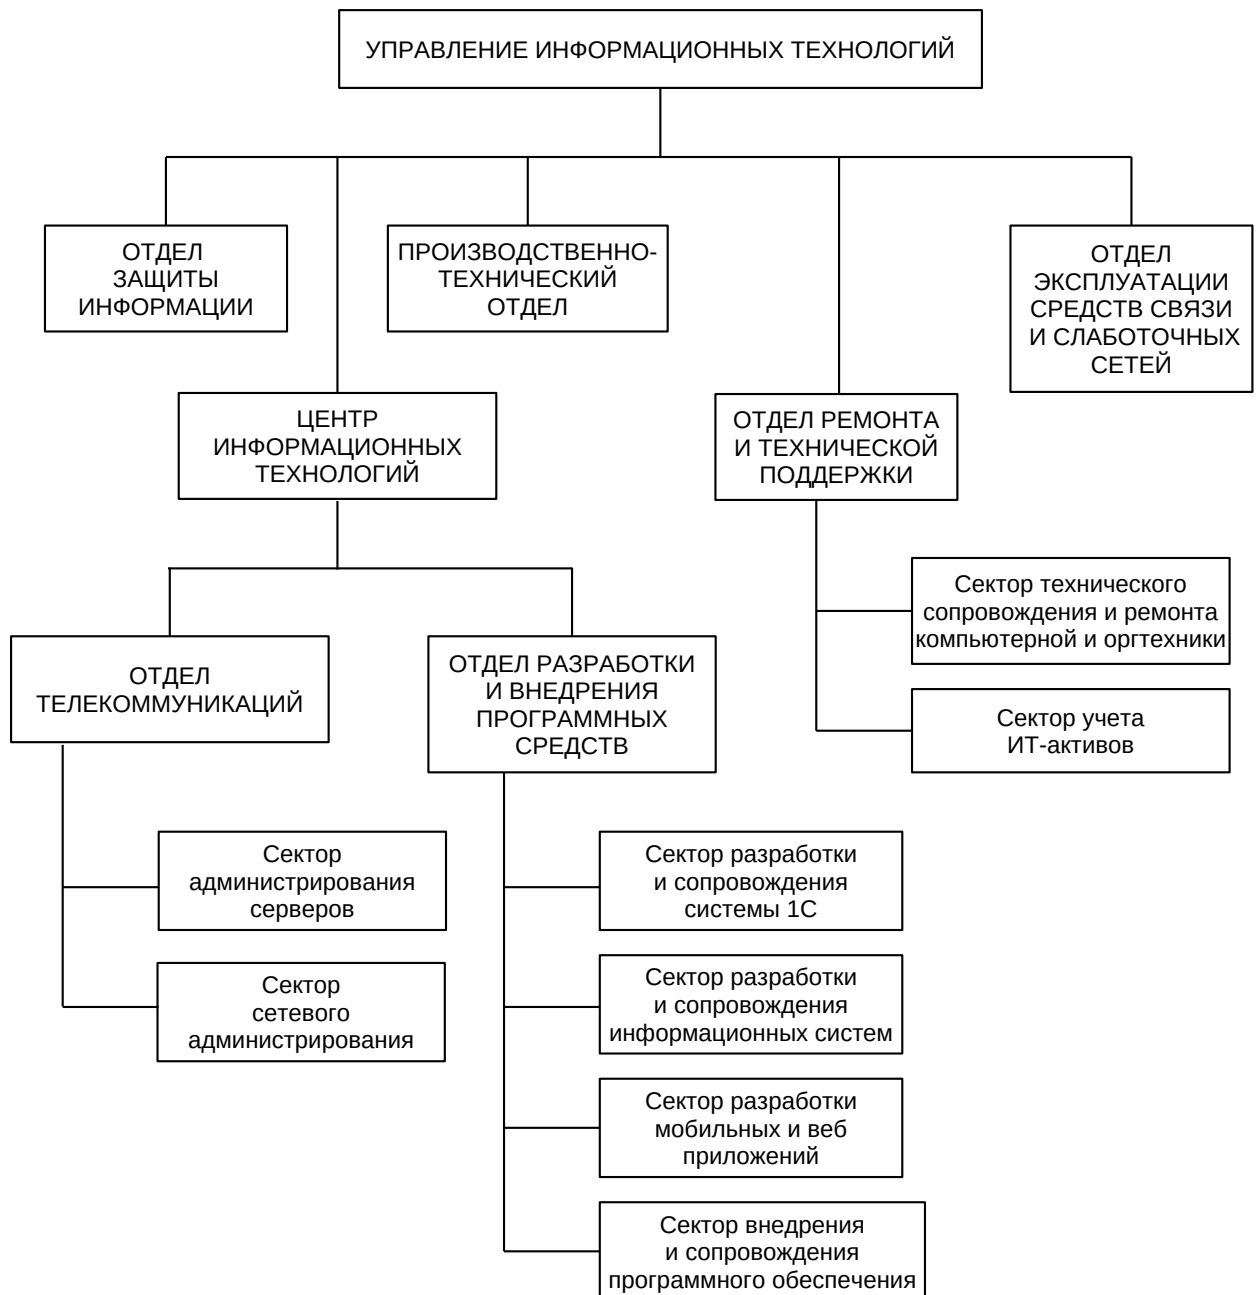 УПРАВЛЕНИЕ ИНФОРМАЦИОННЫХ ТЕХНОЛОГИЙ
ОТДЕЛ
ЗАЩИТЫ
ИНФОРМАЦИИ
ПРОИЗВОДСТВЕННО-
ТЕХНИЧЕСКИЙ
ОТДЕЛ
ОТДЕЛ
ЭКСПЛУАТАЦИИ
СРЕДСТВ СВЯЗИ
И СЛАБОТОЧНЫХ
СЕТЕЙ
ЦЕНТР
ИНФОРМАЦИОННЫХ
ТЕХНОЛОГИЙ
ОТДЕЛ РЕМОНТА
И ТЕХНИЧЕСКОЙ
ПОДДЕРЖКИ
Сектор технического
сопровождения и ремонта
компьютерной и оргтехники
Сектор учета
ИТ-активов
ОТДЕЛ
ТЕЛЕКОММУНИКАЦИЙ
ОТДЕЛ РАЗРАБОТКИ
И ВНЕДРЕНИЯ
ПРОГРАММНЫХ
СРЕДСТВ
Сектор
администрирования
серверов
Сектор
сетевого
администрирования
Сектор разработки
и сопровождения
системы 1С
Сектор разработки
и сопровождения
информационных систем
Сектор разработки
мобильных и веб
приложений
Сектор внедрения
и сопровождения
программного обеспечения